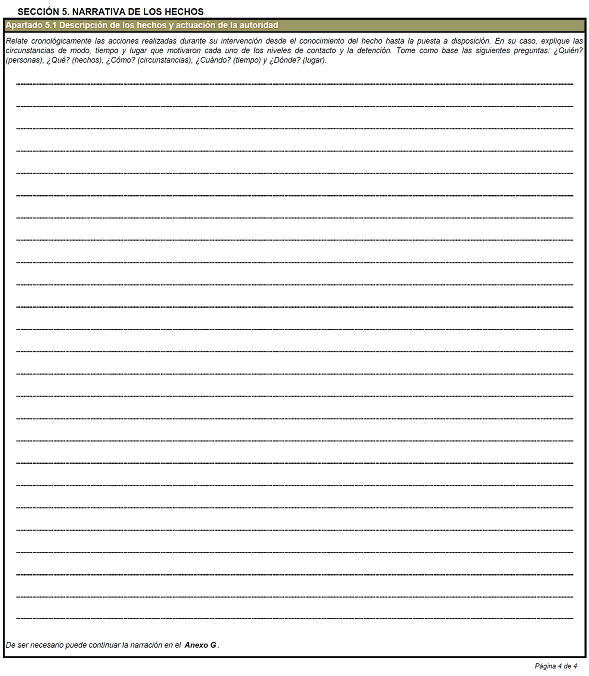 SECCIÓN 5. NARRATIVA DE LOS HECHOS
Apartado 5.1 Descripción de los hechos y actuación de la autoridad
Relate cronológicamente las acciones realizadas durante su intervención desde el conocimiento del hecho hasta la puesta a disposición. En su caso, explique las
circunstancias de modo, tiempo y lugar que motivaron cada uno de los niveles de contacto y la detención. Tome como base las siguientes preguntas: ¿Quién?
(personas), ¿Qué? (hechos), ¿Cómo? (circunstancias), ¿Cuándo? (tiempo) y ¿Dónde? (lugar).
De ser necesario puede continuar la narración en el Anexo G.
Página 4 de 4